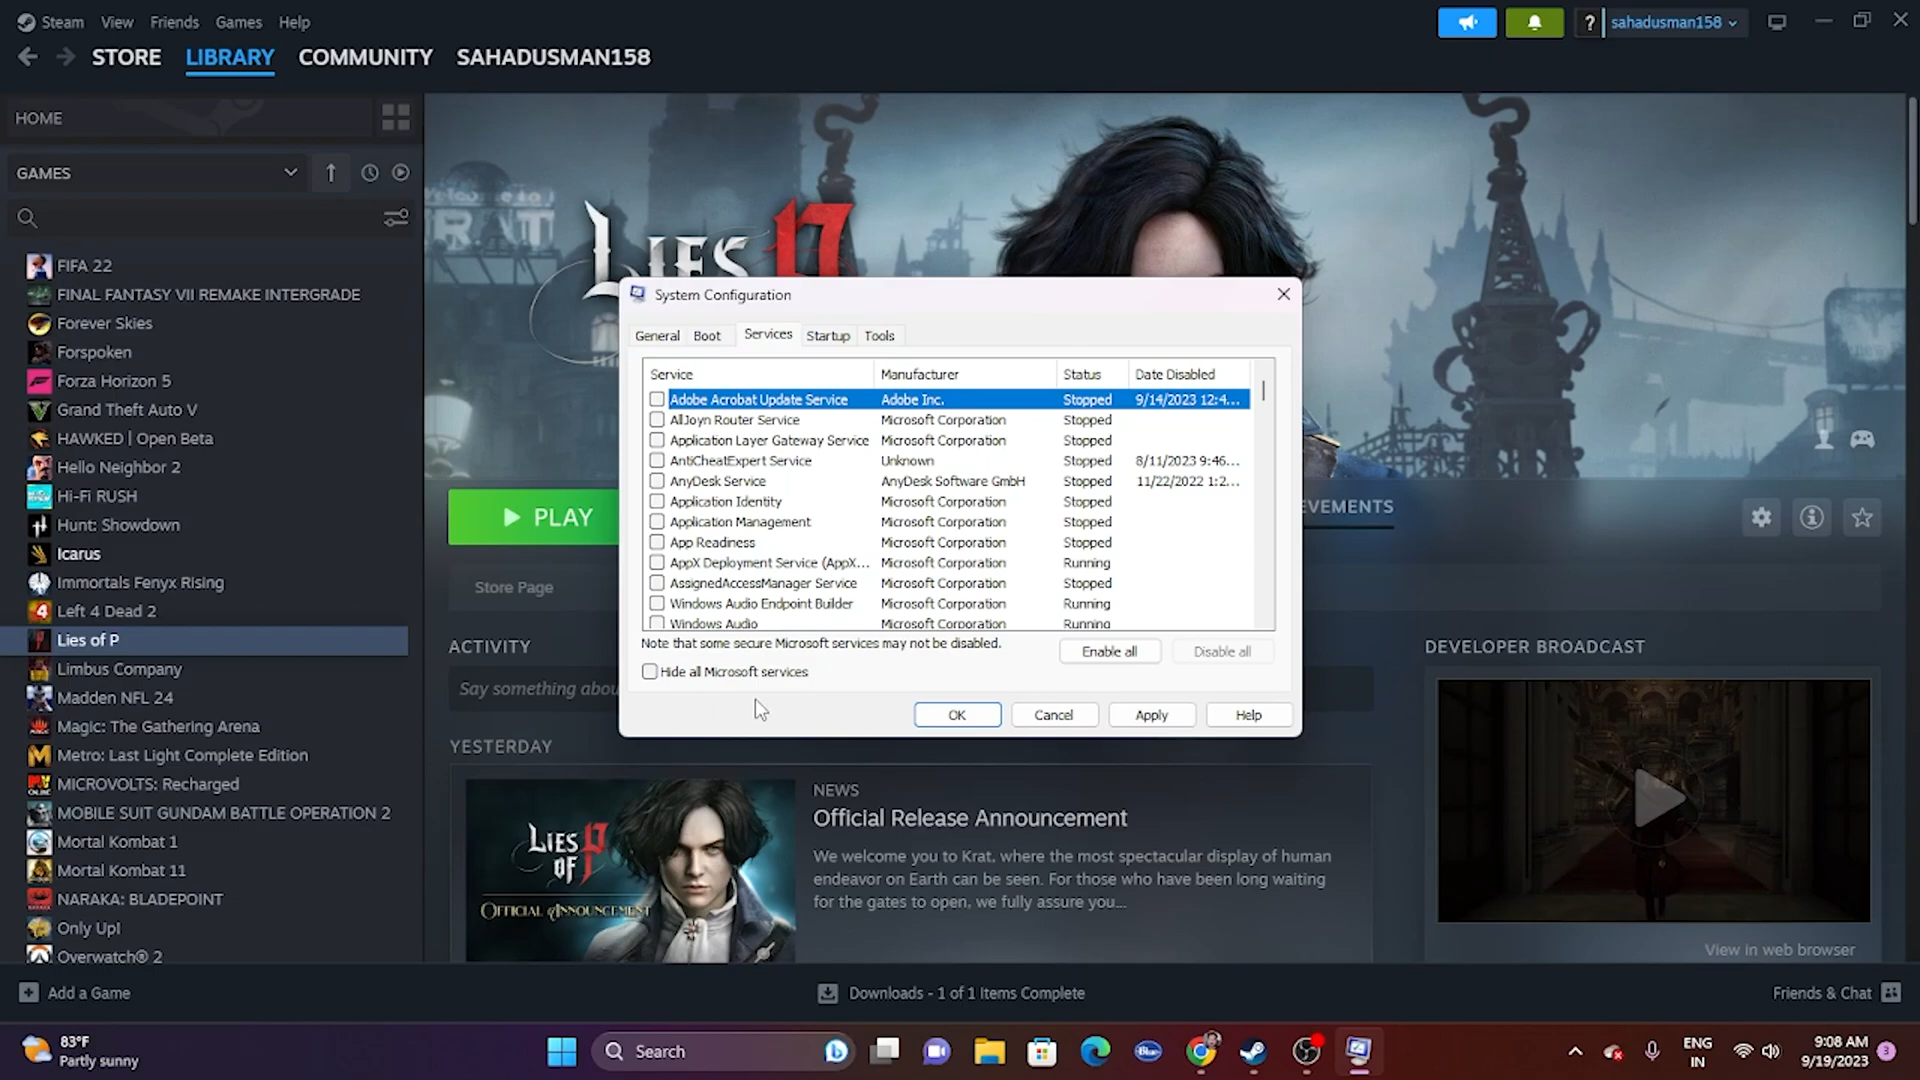 Steam View Friends Games Help
sahadusman158
STORE LIBRARY COMMUNITY SAHADUSMAN158
HOME
GAMES
FIFA 22
FINAL FANTASY VII REMAKE INTERGRADE
Forever Skies
Forspoken
Forza Horizon 5
Grand Theft Auto V
HAWKED | Open Beta
Hello Neighbor 2
Hi-Fi RUSH
Hunt: Showdown
Icarus
Immortals Fenyx Rising
Left 4 Dead 2
Lies of P
Limbus Company
Madden NFL 24
Magic: The Gathering Arena
Metro: Last Light Complete Edition
MICROVOLTS: Recharged
MOBILE SUIT GUNDAM BATTLE OPERATION 2
Mortal Kombat 1
Mortal Kombat 11
NARAKA: BLADEPOINT
Only Up!
Overwatch® 2
LIES P
System Configuration
General Boot Services Startup Tools
Service Manufacturer Status Date Disabled
Adobe Acrobat Update Service Adobe Inc. Stopped 9/14/2023 12:4...
AllJoyn Router Service Microsoft Corporation Stopped
Application Layer Gateway Service Microsoft Corporation Stopped
AntiCheatExpert Service Unknown Stopped 8/11/2023 9:46...
AnyDesk Service AnyDesk Software GmbH Stopped 11/22/2022 1:2...
Application Identity Microsoft Corporation Stopped
Application Management Microsoft Corporation Stopped
App Readiness Microsoft Corporation Stopped
AppX Deployment Service (AppX... Microsoft Corporation Running
AssignedAccessManager Service Microsoft Corporation Stopped
Windows Audio Endpoint Builder Microsoft Corporation Running
Windows Audio Microsoft Corporation Running
Note that some secure Microsoft services may not be disabled.
Enable all Disable all
Hide all Microsoft services
OK Cancel Apply Help
PLAY
EVEMENTS
Store Page
ACTIVITY
Say something abou
YESTERDAY
LIES OF P
OFFICIAL ANNOUNCEMENT
NEWS
Official Release Announcement
We welcome you to Krat, where the most spectacular display of human
endeavor on Earth can be seen. For those who have been long waiting
for the gates to open, we fully assure you...
DEVELOPER BROADCAST
View in web browser
Add a Game
Downloads - 1 of 1 Items Complete
Friends & Chat
83°F
Partly sunny
Search
ENG
IN
9:08 AM
9/19/2023
3